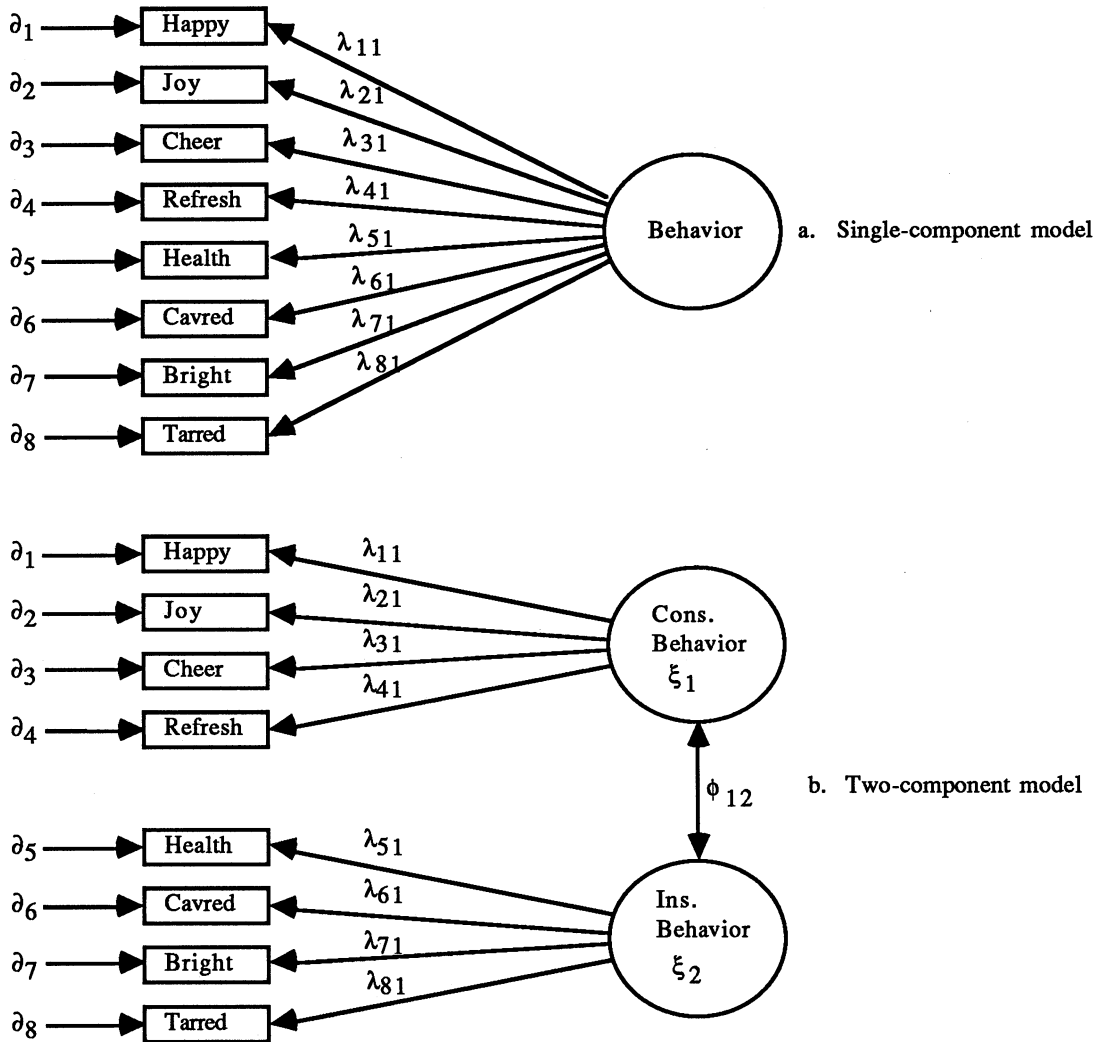 ∂1 Happy λ11
∂2 Joy λ21
∂3 Cheer λ31
∂4 Refresh λ41
∂5 Health λ51
∂6 Cavred λ61
∂7 Bright λ71
∂8 Tarred λ81
Behavior
a. Single-component model
∂1 Happy λ11
∂2 Joy λ21
∂3 Cheer λ31
∂4 Refresh λ41
Cons.
Behavior
ξ1
ϕ12
b. Two-component model
∂5 Health λ51
∂6 Cavred λ61
∂7 Bright λ71
∂8 Tarred λ81
Ins.
Behavior
ξ2